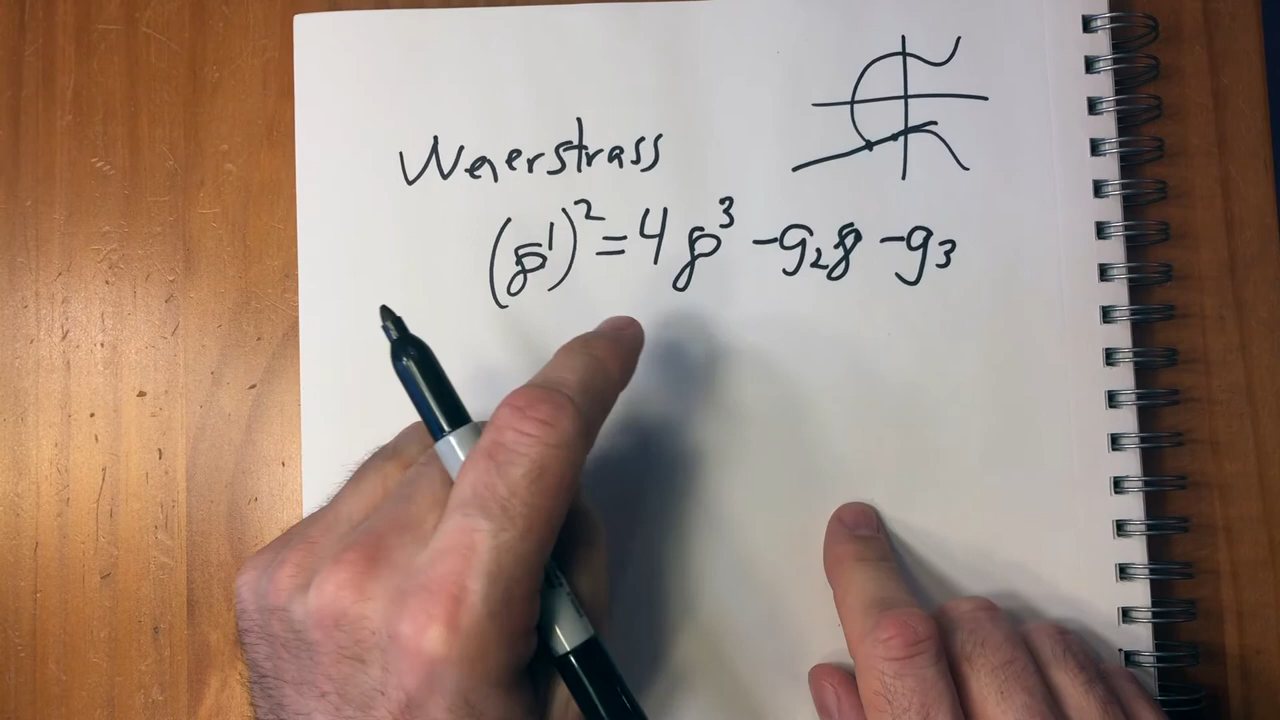 Weierstrass
(℘')² = 4℘³ - g₂℘ - g₃